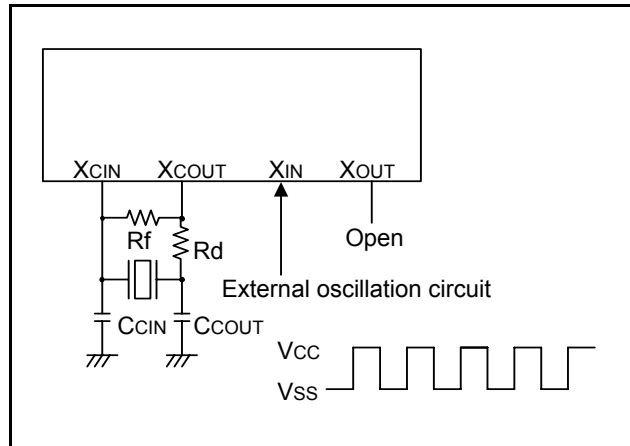 XCIN XCOUT XIN XOUT
Rf
Rd
Open
External oscillation circuit
CCIN CCOUT
VCC
VSS